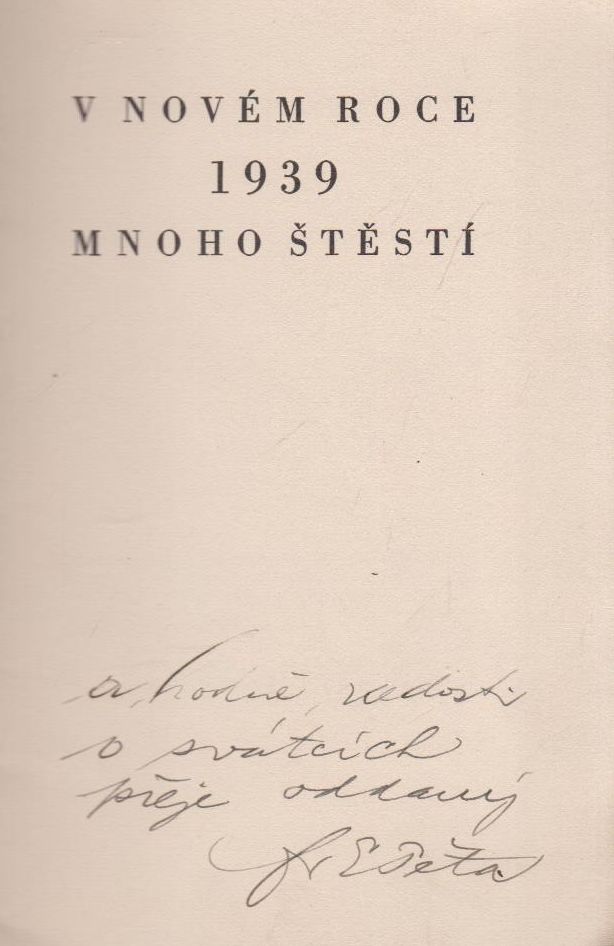 V NOVÉM ROCE
1939
MNOHO ŠTĚSTÍ
a hodně radosti
o svátcích
přeje oddaný